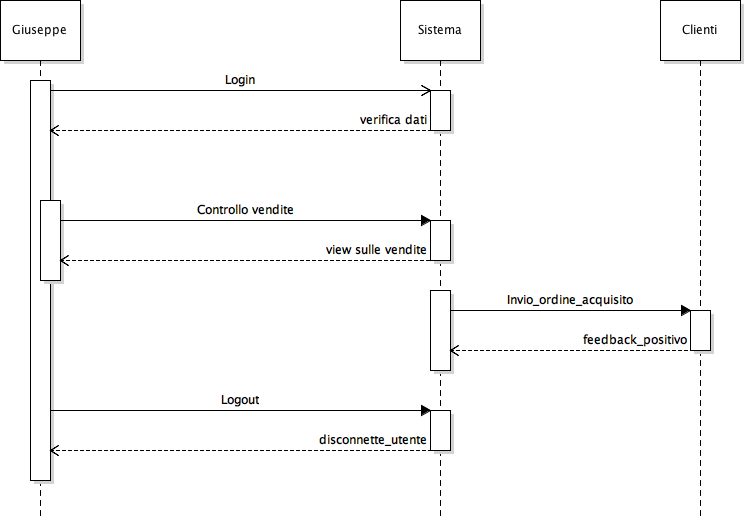 Giuseppe
Sistema
Clienti
Login
verifica dati
Controllo vendite
view sulle vendite
Invio_ordine_acquisito
feedback_positivo
Logout
disconnette_utente